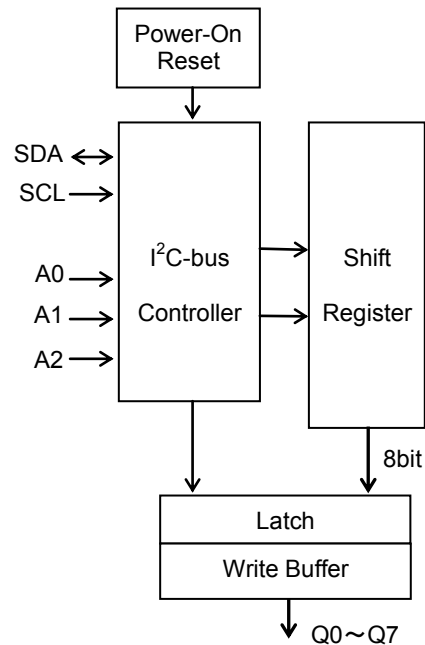 Power-On
Reset
SDA
SCL
A0
A1
A2
I²C-bus
Controller
Shift
Register
8bit
Latch
Write Buffer
Q0～Q7